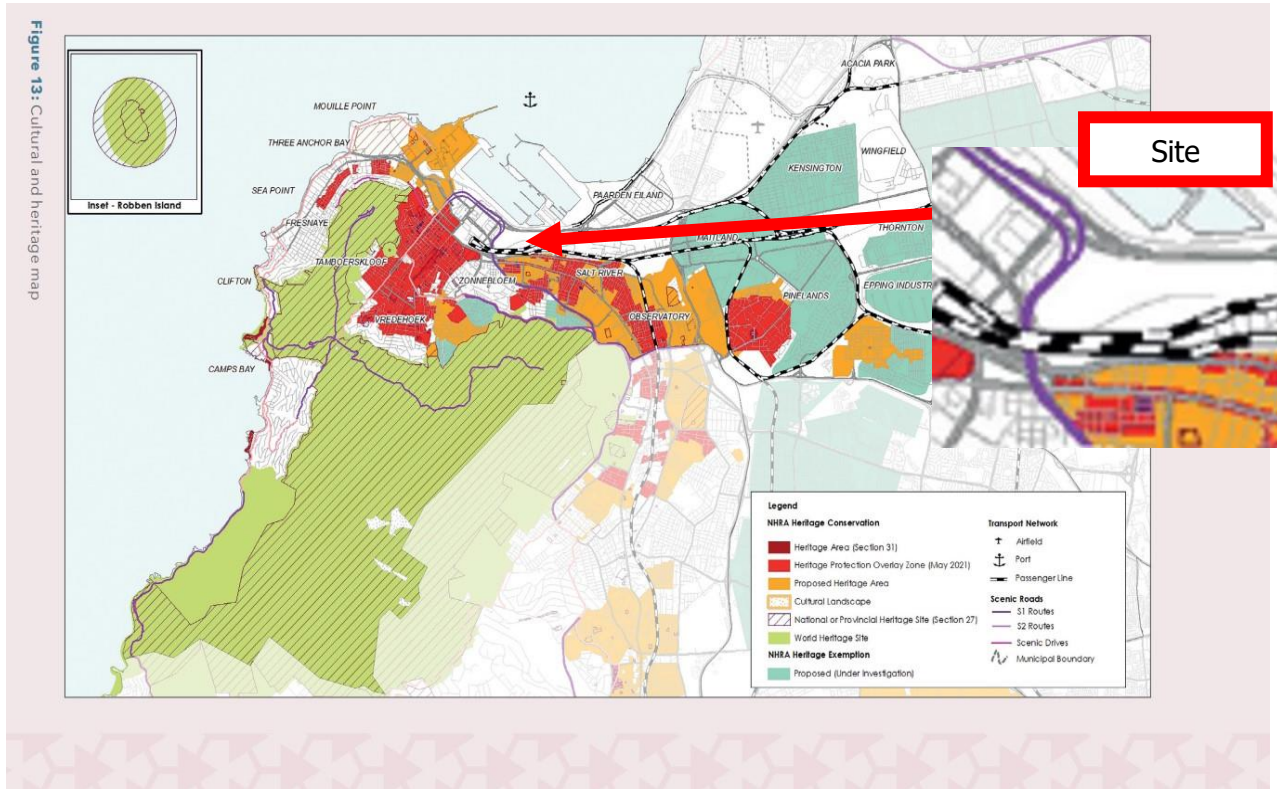 Figure 13: Cultural and heritage map
Inset - Robben Island
Site
ACACIA PARK
MOUILLE POINT
THREE ANCHOR BAY
WINGFIELD
KENSINGTON
SEA POINT
PAARDEN EILAND
FRESNAYE
THORNTON
MAITLAND
TAMBOERSKLOOF
SALT RIVER
CLIFTON
ZONNEBLOEM
EPPING INDUSTR
PINELANDS
OBSERVATORY
VREDEHOEK
CAMPS BAY
Legend
NHRA Heritage Conservation
Heritage Area (Section 31)
Heritage Protection Overlay Zone (May 2021)
Proposed Heritage Area
Cultural Landscape
National or Provincial Heritage Site (Section 27)
World Heritage Site
NHRA Heritage Exemption
Proposed (Under Investigation)
Transport Network
Airfield
Port
Passenger Line
Scenic Roads
S1 Routes
S2 Routes
Scenic Drives
Municipal Boundary